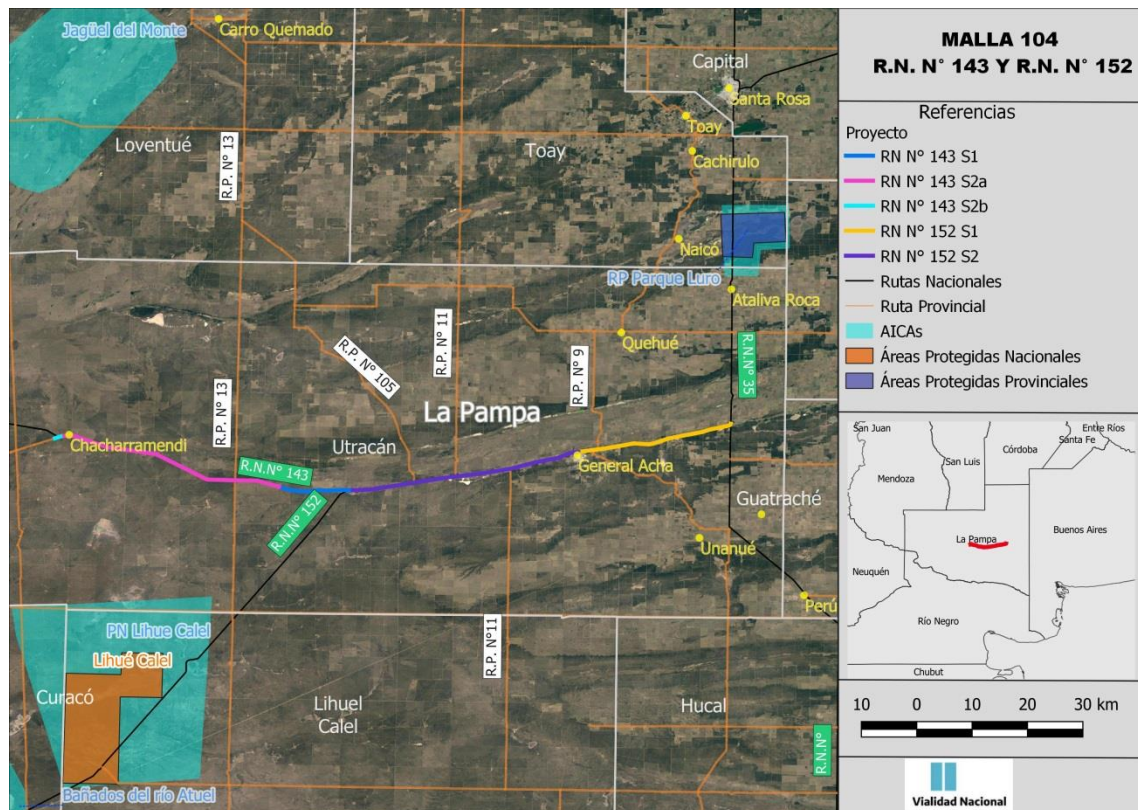 Jagüel del Monte
Carro Quemado
Capital
Santa Rosa
Toay
Loventué
R.P. N° 13
Toay
Cachirulo
Naicó
RP Parque Luro
Ataliva Roca
Quehué
R.P. N° 105
R.P. N° 11
R.P. N° 9
R.N.N° 35
R.P. N° 13
La Pampa
Chacharramendi
Utracán
General Acha
R.N.N° 143
R.N.N° 152
Guatraché
Unanué
Perú
PN Lihue Calel
Lihué Calel
Curacó
R.P. N°11
Lihuel
Calel
Hucal
R.N.N°
Bañados del río Atuel
MALLA 104
R.N. N° 143 Y R.N. N° 152
Referencias
Proyecto
RN N° 143 S1
RN N° 143 S2a
RN N° 143 S2b
RN N° 152 S1
RN N° 152 S2
Rutas Nacionales
Ruta Provincial
AICAs
Áreas Protegidas Nacionales
Áreas Protegidas Provinciales
San Juan
Entre Ríos
Santa Fe
Córdoba
San Luis
Mendoza
Buenos Aires
La Pampa
Neuquén
Río Negro
Chubut
10 0 10 20 30 km
Vialidad Nacional